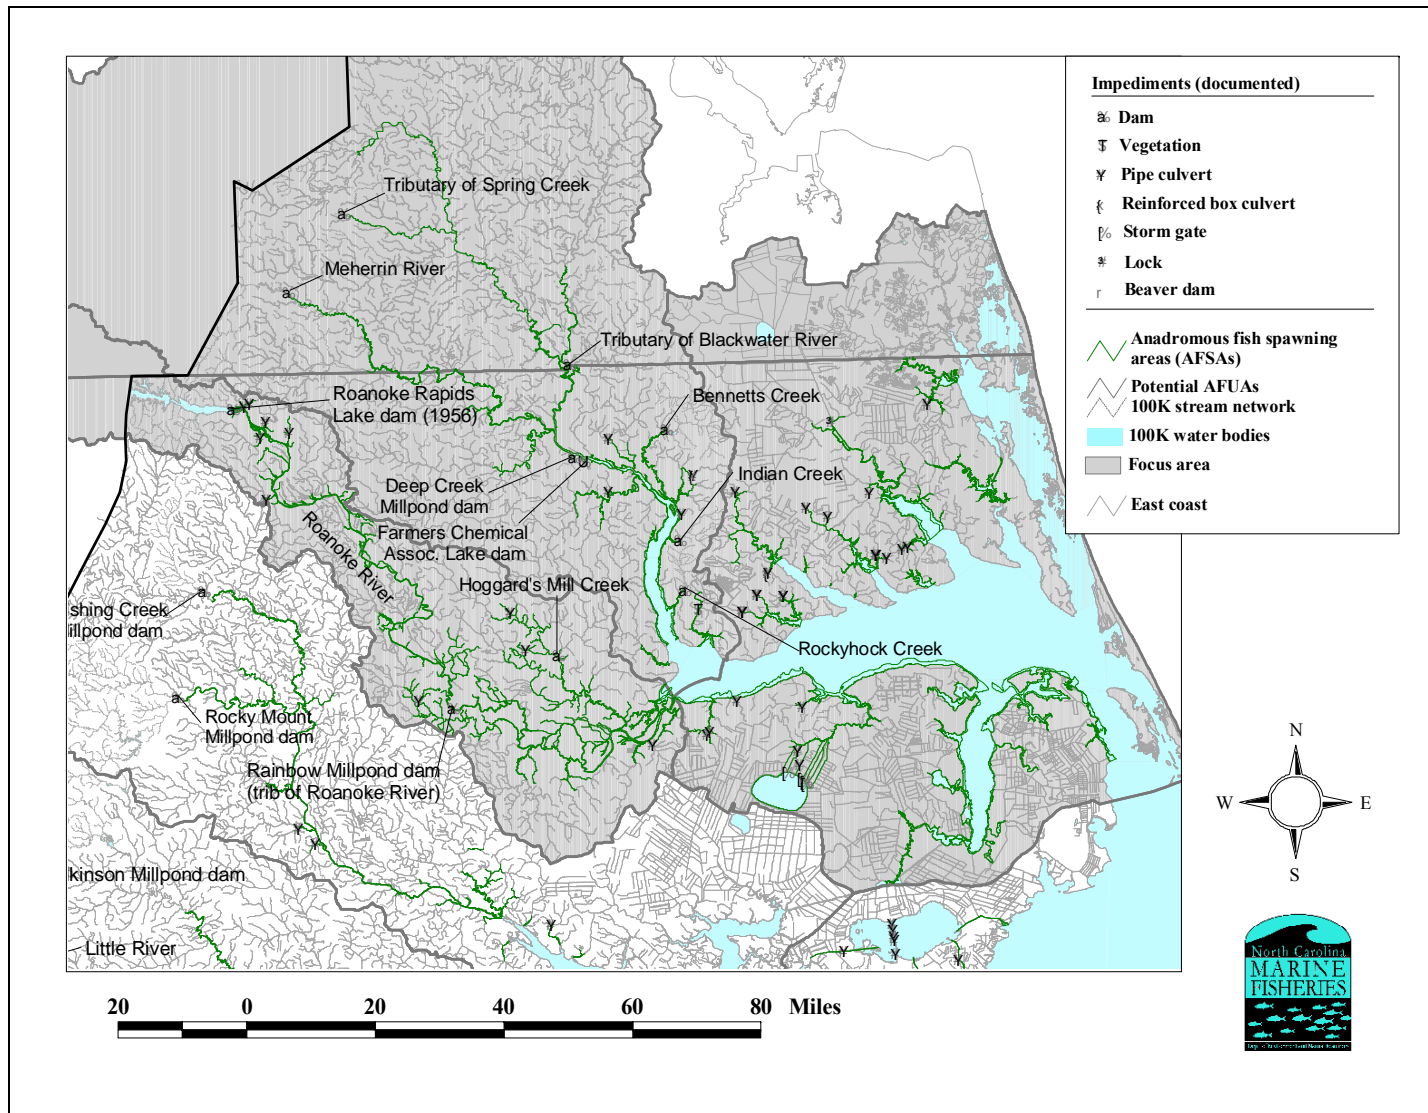 Impediments (documented)
Dam
Vegetation
Pipe culvert
Reinforced box culvert
Storm gate
Lock
Beaver dam
Anadromous fish spawning
areas (AFSAs)
Potential AFUAs
100K stream network
100K water bodies
Focus area
East coast
Tributary of Spring Creek
Meherrin River
Tributary of Blackwater River
Roanoke Rapids
Lake dam (1956)
Bennetts Creek
Indian Creek
Deep Creek
Millpond dam
Farmers Chemical
Assoc. Lake dam
Roanoke River
Hoggard's Mill Creek
shing Creek
illpond dam
Rockyhock Creek
Rocky Mount
Millpond dam
Rainbow Millpond dam
(trib of Roanoke River)
kinson Millpond dam
Little River
N
W
E
S
20 0 20 40 60 80 Miles
North Carolina
MARINE
FISHERIES